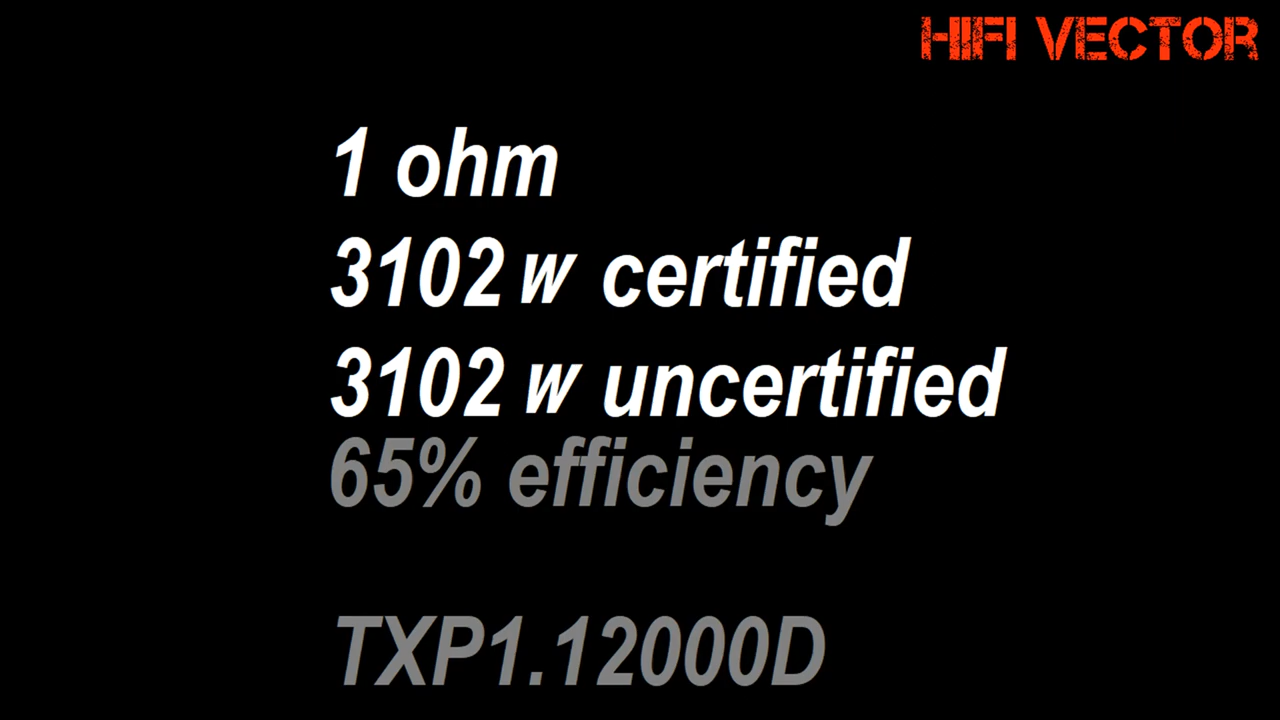 HIFI VECTOR
1 ohm
3102 w certified
3102 w uncertified
65% efficiency
TXP1.12000D